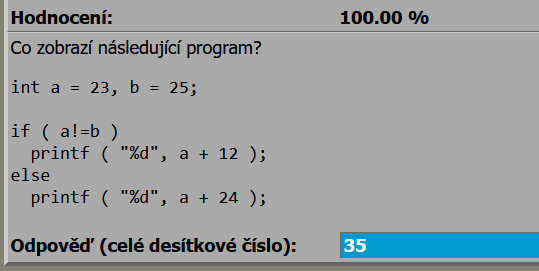 Hodnocení: 100.00 %
Co zobrazí následující program?
int a = 23, b = 25;
if ( a!=b )
  printf ( "%d", a + 12 );
else
  printf ( "%d", a + 24 );
Odpověď (celé desítkové číslo): 35